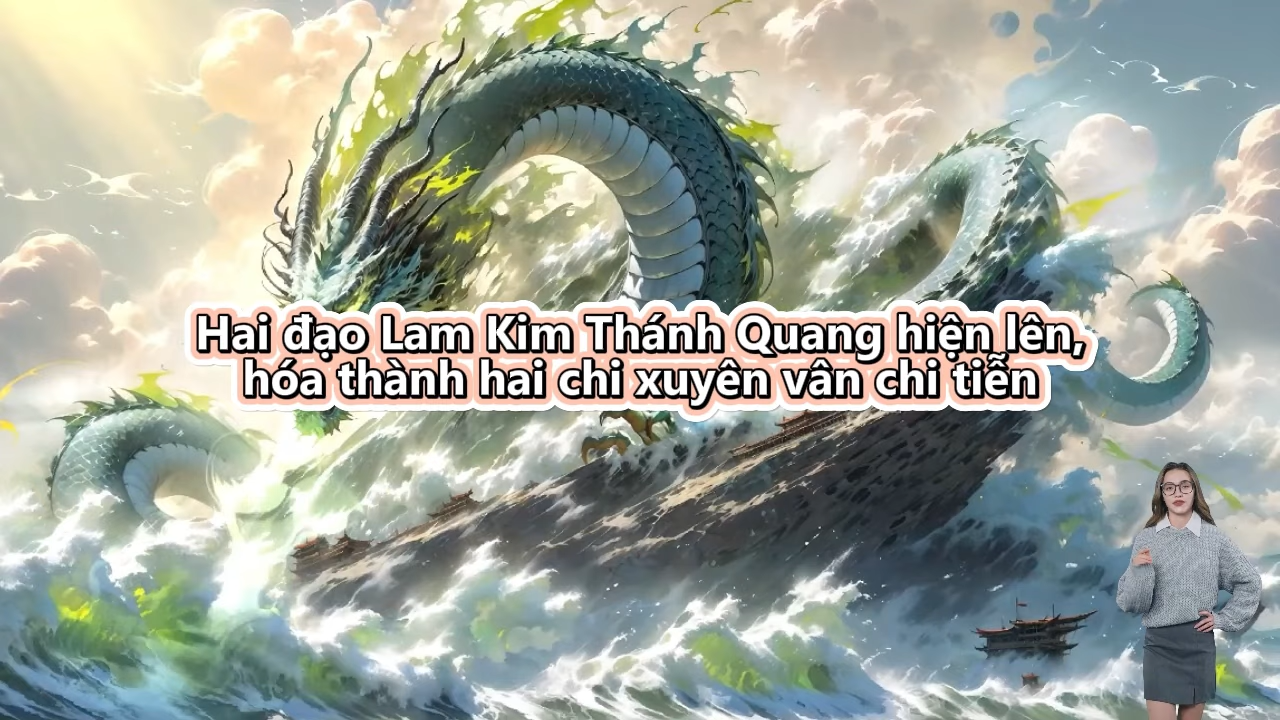 Hai đạo Lam Kim Thánh Quang hiện lên,
hóa thành hai chi xuyên vân chi tiễn